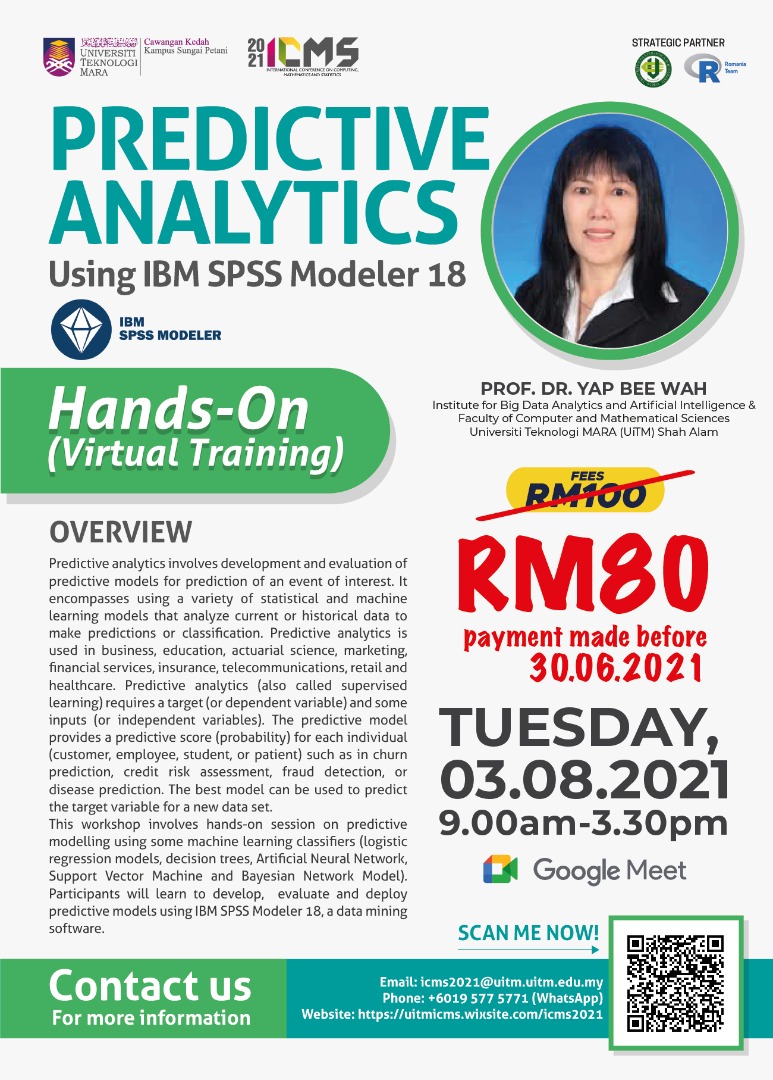 UNIVERSITI
TEKNOLOGI
MARA
Cawangan Kedah
Kampus Sungai Petani
2021 ICMS
INTERNATIONAL CONFERENCE ON COMPUTING,
MATHEMATICS AND STATISTICS
STRATEGIC PARTNER
R
Romania
Team
PREDICTIVE
ANALYTICS
Using IBM SPSS Modeler 18
IBM
SPSS MODELER
Hands-On
(Virtual Training)
PROF. DR. YAP BEE WAH
Institute for Big Data Analytics and Artificial Intelligence &
Faculty of Computer and Mathematical Sciences
Universiti Teknologi MARA (UiTM) Shah Alam
FEES
RM100
RM80
payment made before
30.06.2021
TUESDAY,
03.08.2021
9.00am-3.30pm
Google Meet
OVERVIEW
Predictive analytics involves development and evaluation of
predictive models for prediction of an event of interest. It
encompasses using a variety of statistical and machine
learning models that analyze current or historical data to
make predictions or classification. Predictive analytics is
used in business, education, actuarial science, marketing,
financial services, insurance, telecommunications, retail and
healthcare. Predictive analytics (also called supervised
learning) requires a target (or dependent variable) and some
inputs (or independent variables). The predictive model
provides a predictive score (probability) for each individual
(customer, employee, student, or patient) such as in churn
prediction, credit risk assessment, fraud detection, or
disease prediction. The best model can be used to predict
the target variable for a new data set.
This workshop involves hands-on session on predictive
modelling using some machine learning classifiers (logistic
regression models, decision trees, Artificial Neural Network,
Support Vector Machine and Bayesian Network Model).
Participants will learn to develop, evaluate and deploy
predictive models using IBM SPSS Modeler 18, a data mining
software.
SCAN ME NOW!
Contact us
For more information
Email: icms2021@uitm.uitm.edu.my
Phone: +6019 577 5771 (WhatsApp)
Website: https://uitmicms.wixsite.com/icms2021